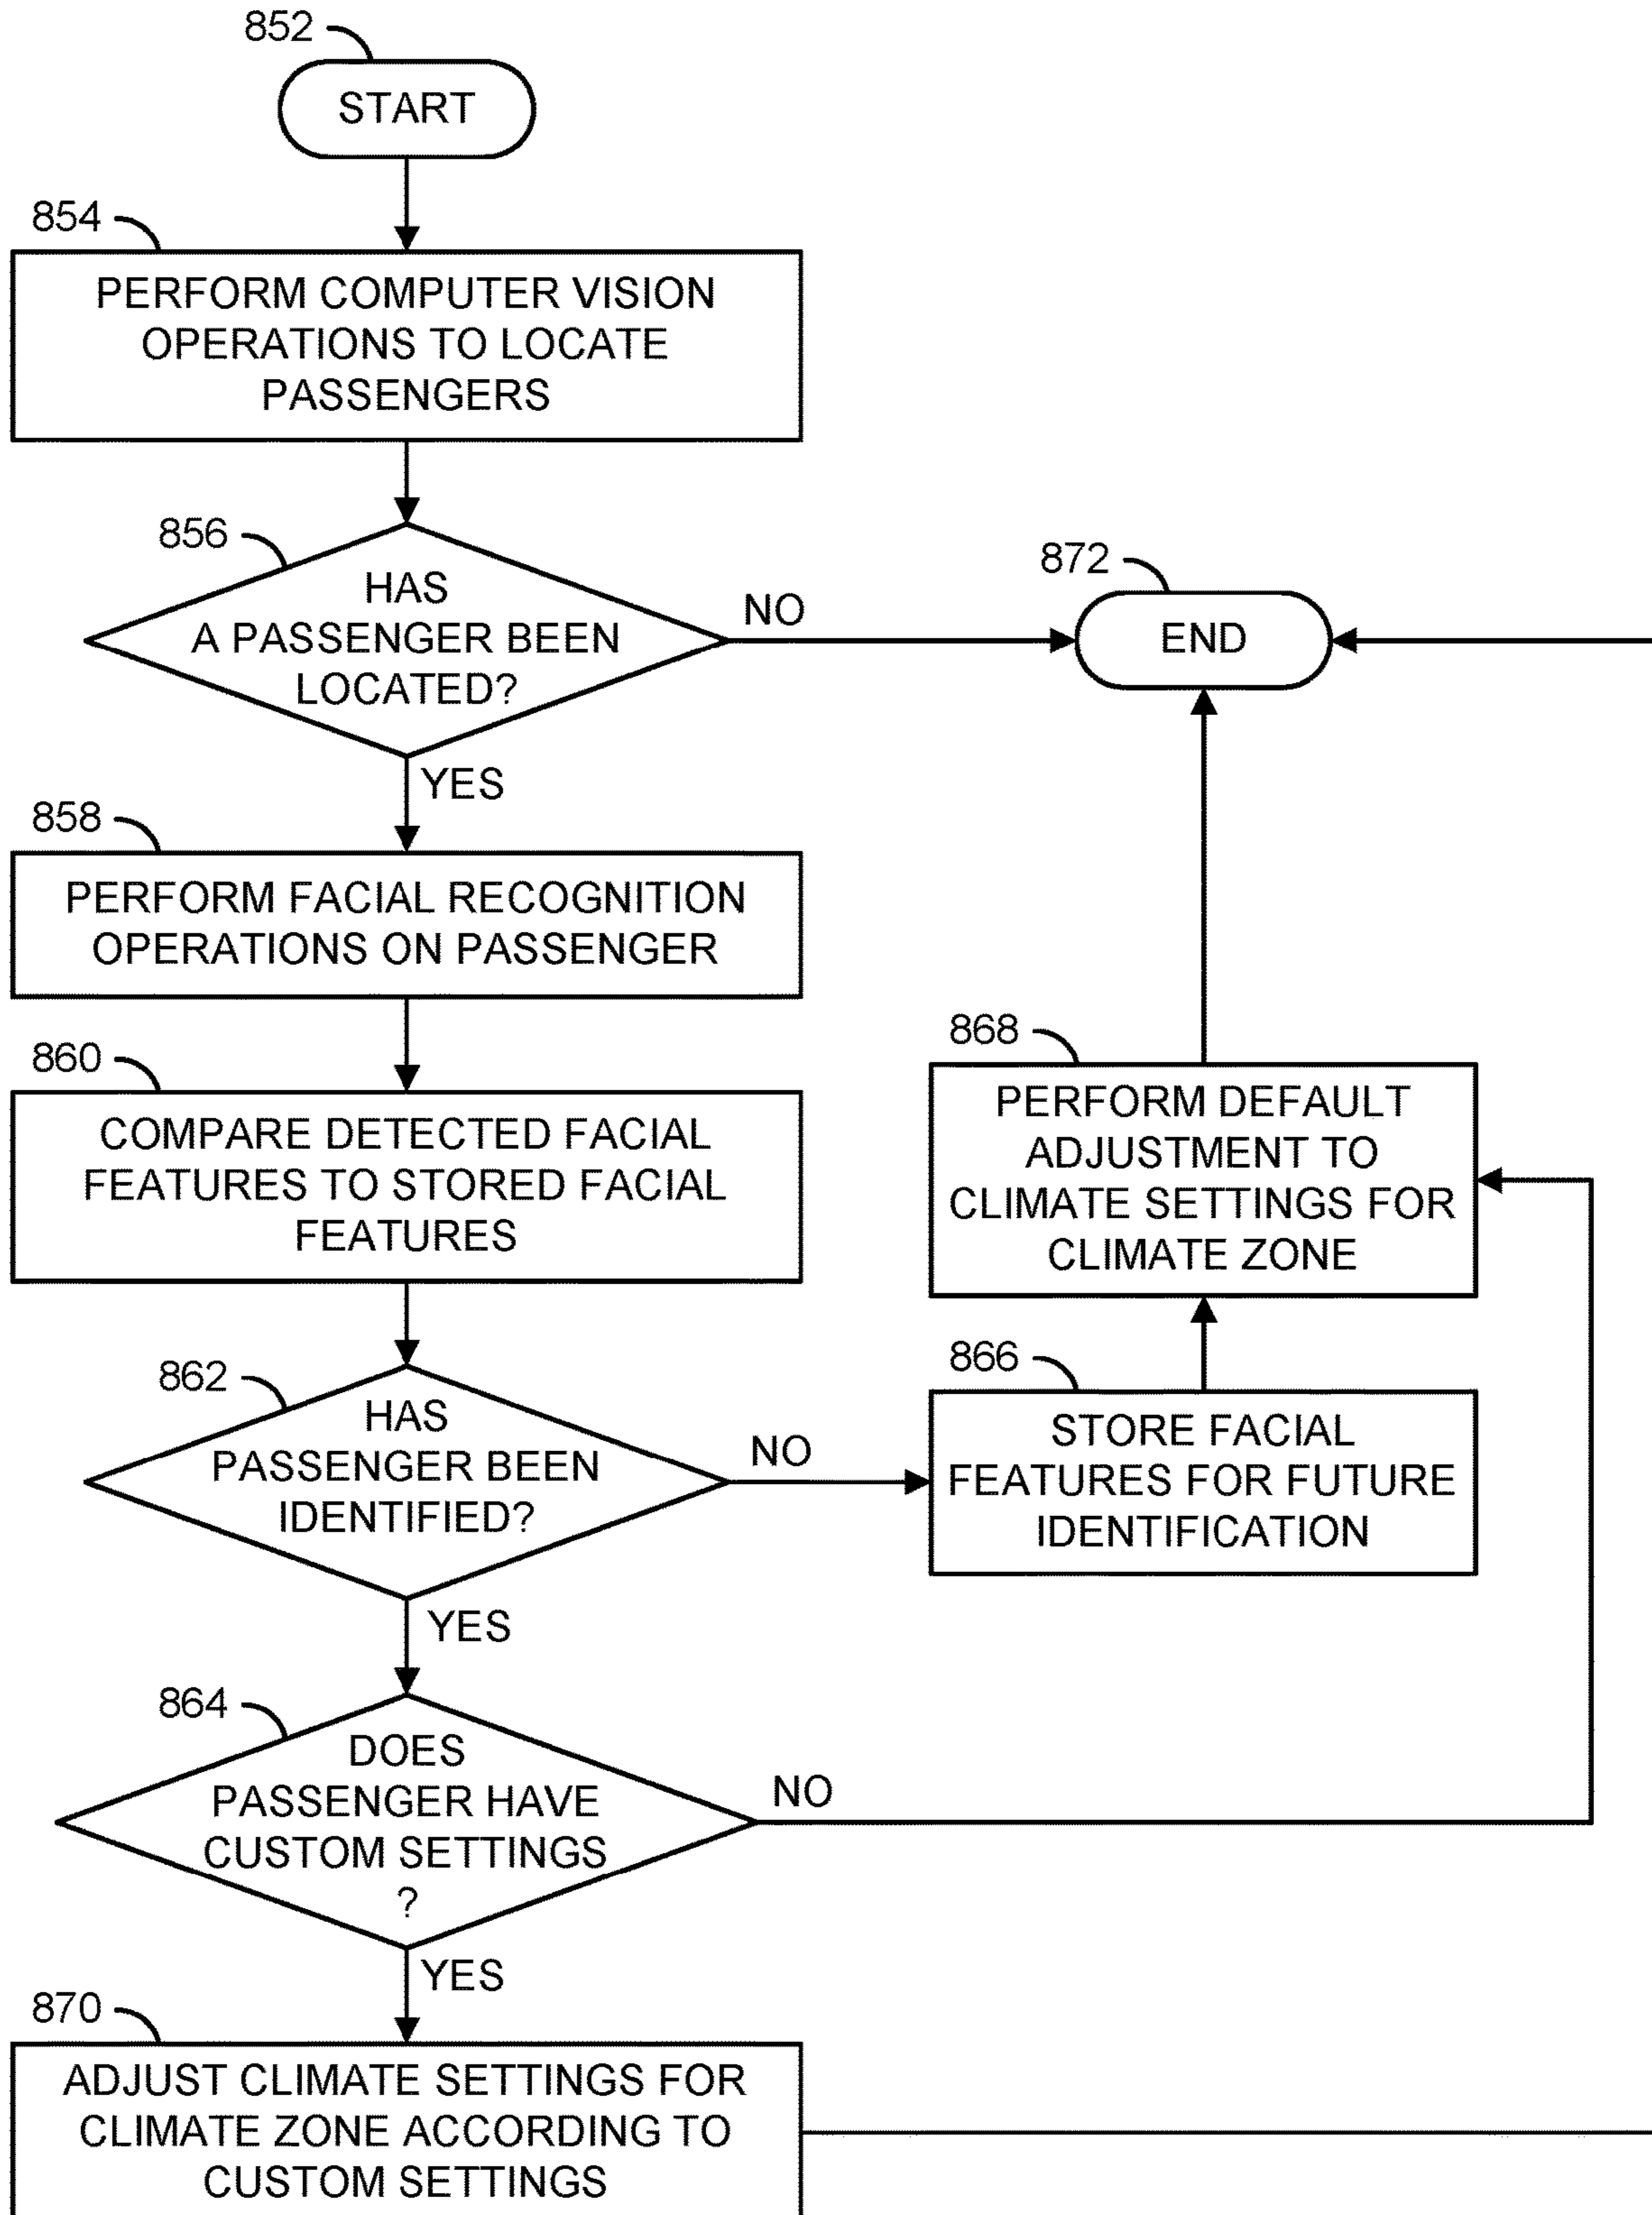 852
START
854
PERFORM COMPUTER VISION
OPERATIONS TO LOCATE
PASSENGERS
856
HAS
A PASSENGER BEEN
LOCATED?
NO
872
END
YES
858
PERFORM FACIAL RECOGNITION
OPERATIONS ON PASSENGER
860
COMPARE DETECTED FACIAL
FEATURES TO STORED FACIAL
FEATURES
868
PERFORM DEFAULT
ADJUSTMENT TO
CLIMATE SETTINGS FOR
CLIMATE ZONE
862
HAS
PASSENGER BEEN
IDENTIFIED?
NO
866
STORE FACIAL
FEATURES FOR FUTURE
IDENTIFICATION
YES
864
DOES
PASSENGER HAVE
CUSTOM SETTINGS
?
NO
YES
870
ADJUST CLIMATE SETTINGS FOR
CLIMATE ZONE ACCORDING TO
CUSTOM SETTINGS